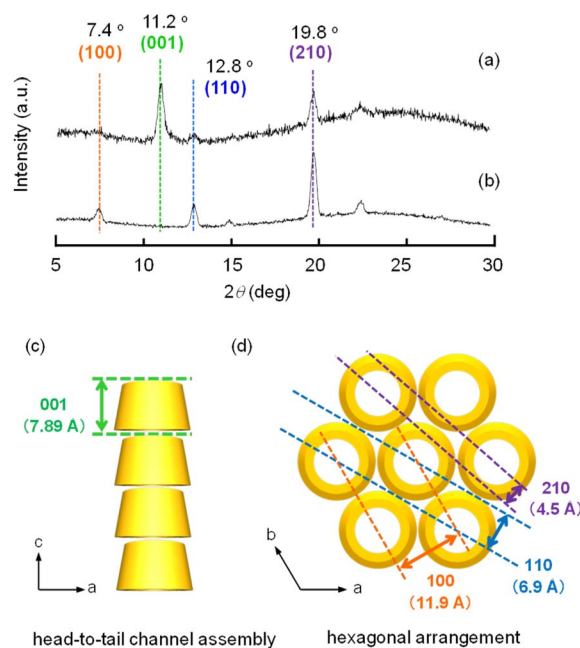 7.4 º
(100)
11.2 º
(001)
12.8 º
(110)
19.8 º
(210)
(a)
(b)
Intensity (a.u.)
5 10 15 20 25 30
2θ (deg)
(c)
001
(7.89 Å)
c
a
head-to-tail channel assembly
(d)
210
(4.5 Å)
110
(6.9 Å)
100
(11.9 Å)
b
a
hexagonal arrangement